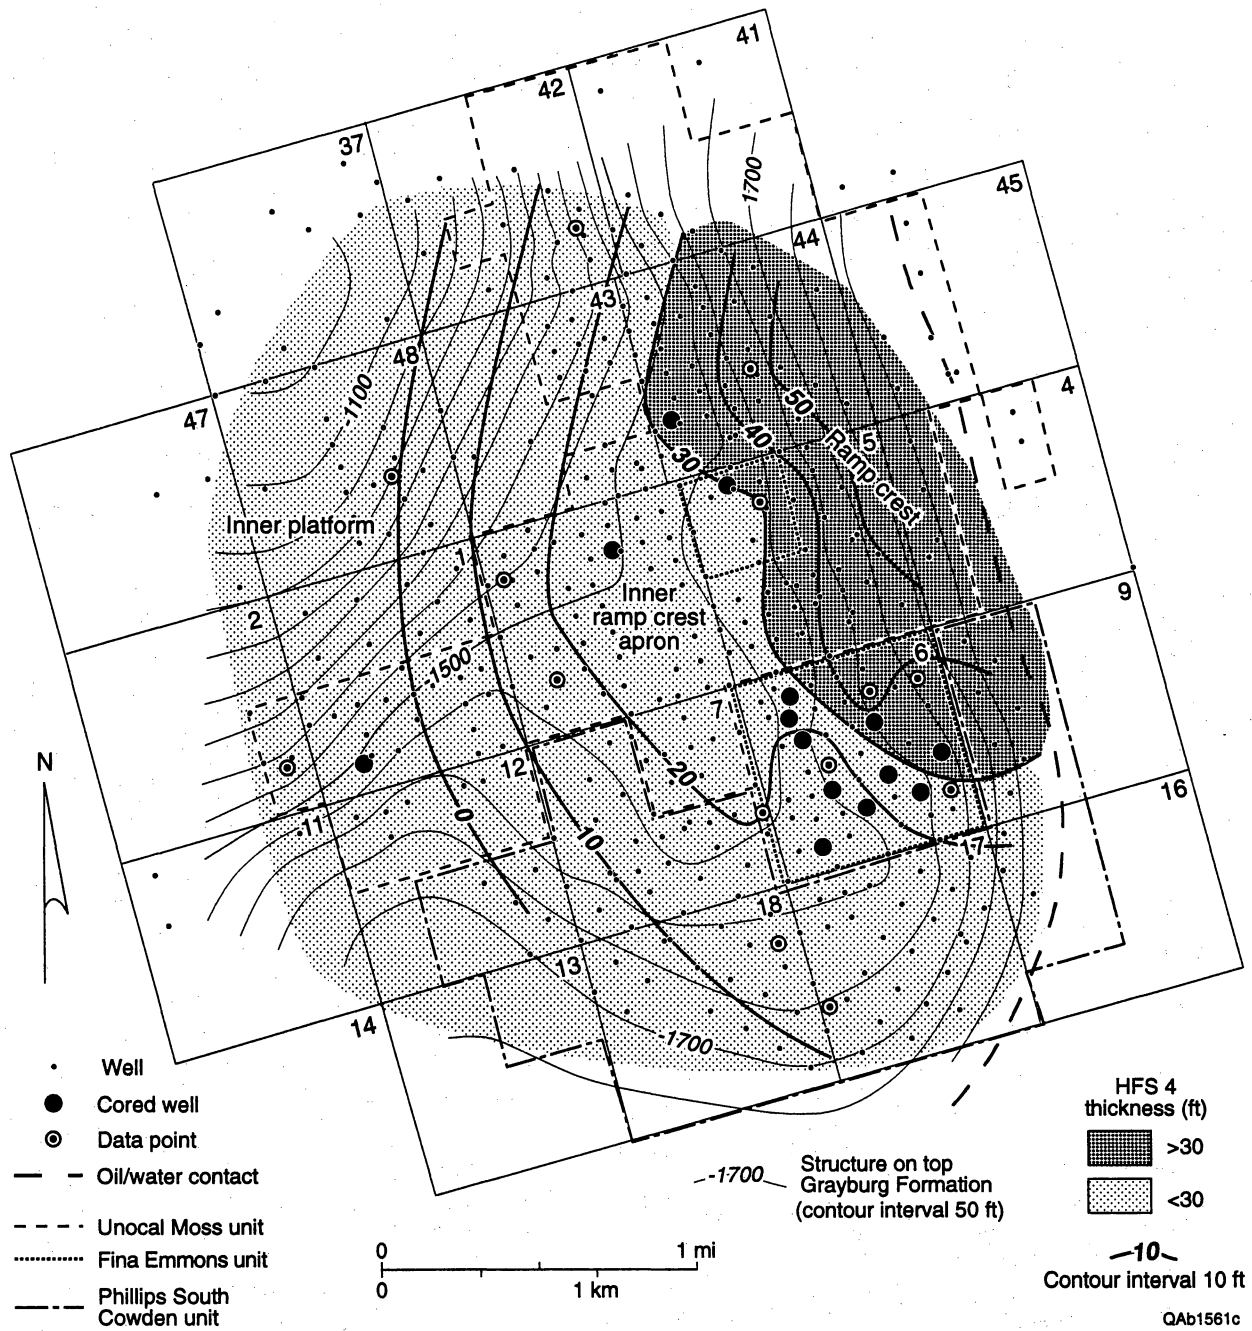 41
42
37
45
1700
44
43
48
1100
47
4
50
5
40
Ramp crest
30
Inner platform
1
9
2
Inner
ramp crest
apron
6
-1500
7
N
12
20
16
11
0
10
17
18
13
14
-1700
Well
Cored well
Data point
Oil/water contact
Unocal Moss unit
Fina Emmons unit
Phillips South
Cowden unit
0 1 mi
0 1 km
-1700
Structure on top
Grayburg Formation
(contour interval 50 ft)
HFS 4
thickness (ft)
>30
<30
10
Contour interval 10 ft
QAb1561c